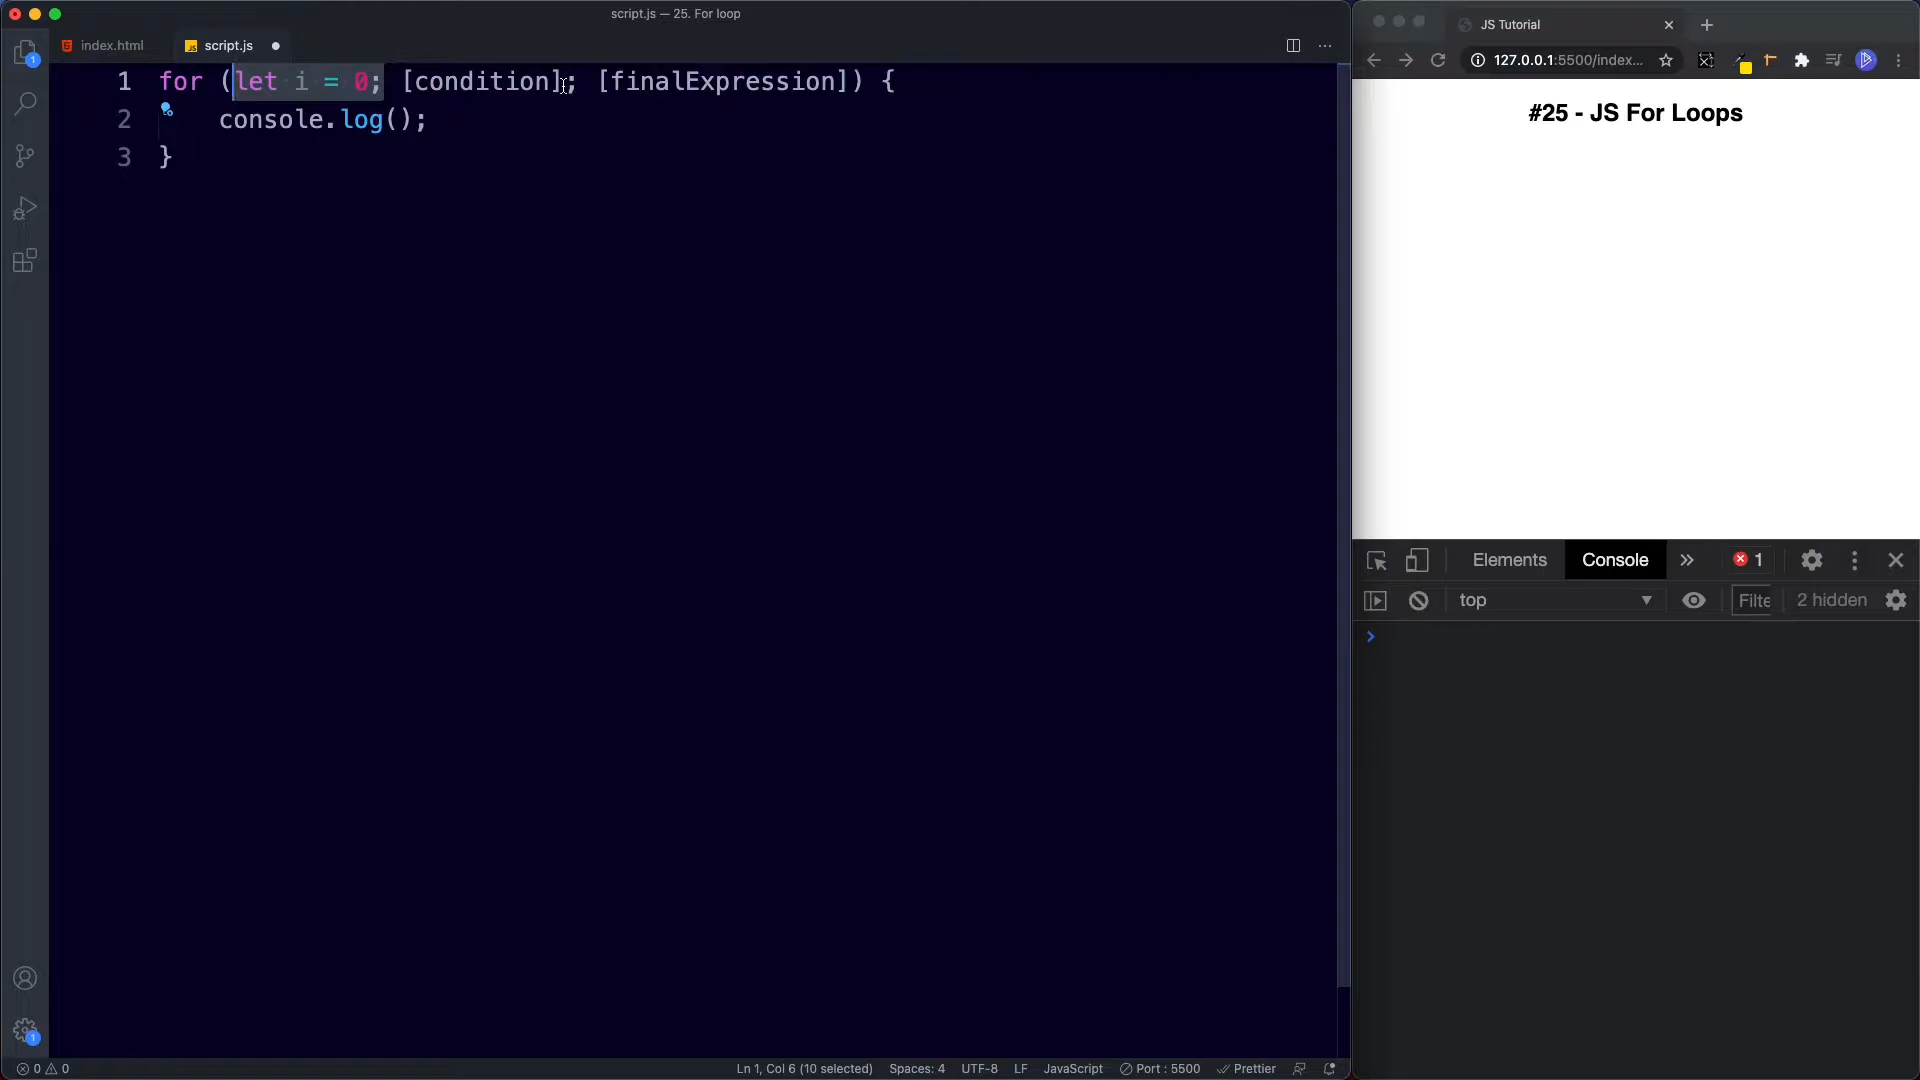 script.js — 25. For loop
index.html
script.js
1 for (let i = 0; [condition]; [finalExpression]) {
2 console.log();
3 }
JS Tutorial
127.0.0.1:5500/index...
#25 - JS For Loops
Elements
Console
1
top
Filte
2 hidden
1
1
0 0
Ln 1, Col 6 (10 selected)
Spaces: 4
UTF-8
LF
JavaScript
Port : 5500
Prettier